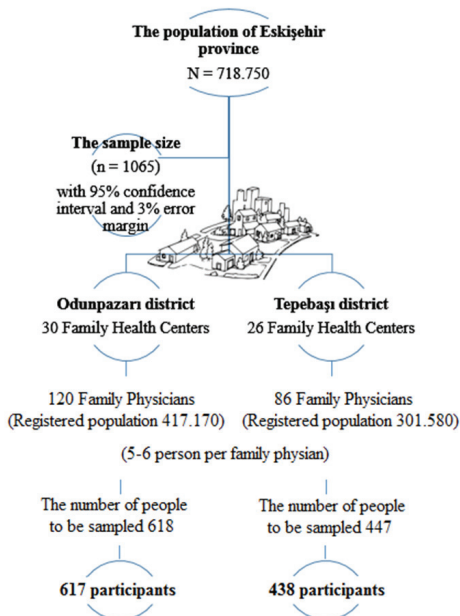 The population of Eskişehir
province
N = 718.750
The sample size
(n = 1065)
with 95% confidence
interval and 3% error
margin
Odunpazarı district
30 Family Health Centers
Tepebaşı district
26 Family Health Centers
120 Family Physicians
(Registered population 417.170)
86 Family Physicians
(Registered population 301.580)
(5-6 person per family physian)
The number of people
to be sampled 618
The number of people
to be sampled 447
617 participants
438 participants